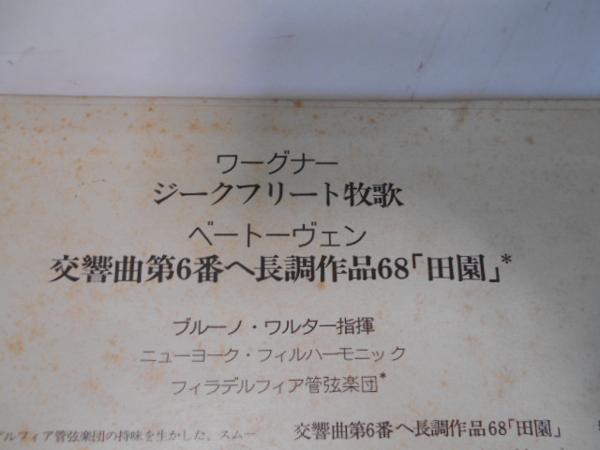 ワーグナー
ジークフリート牧歌
ベートーヴェン
交響曲第6番ヘ長調作品68「田園」*
ブルーノ・ワルター指揮
ニューヨーク・フィルハーモニック
フィラデルフィア管弦楽団*
デルフィア管弦楽団の持味を生かした、スムー
交響曲第6番ヘ長調作品68「田園」